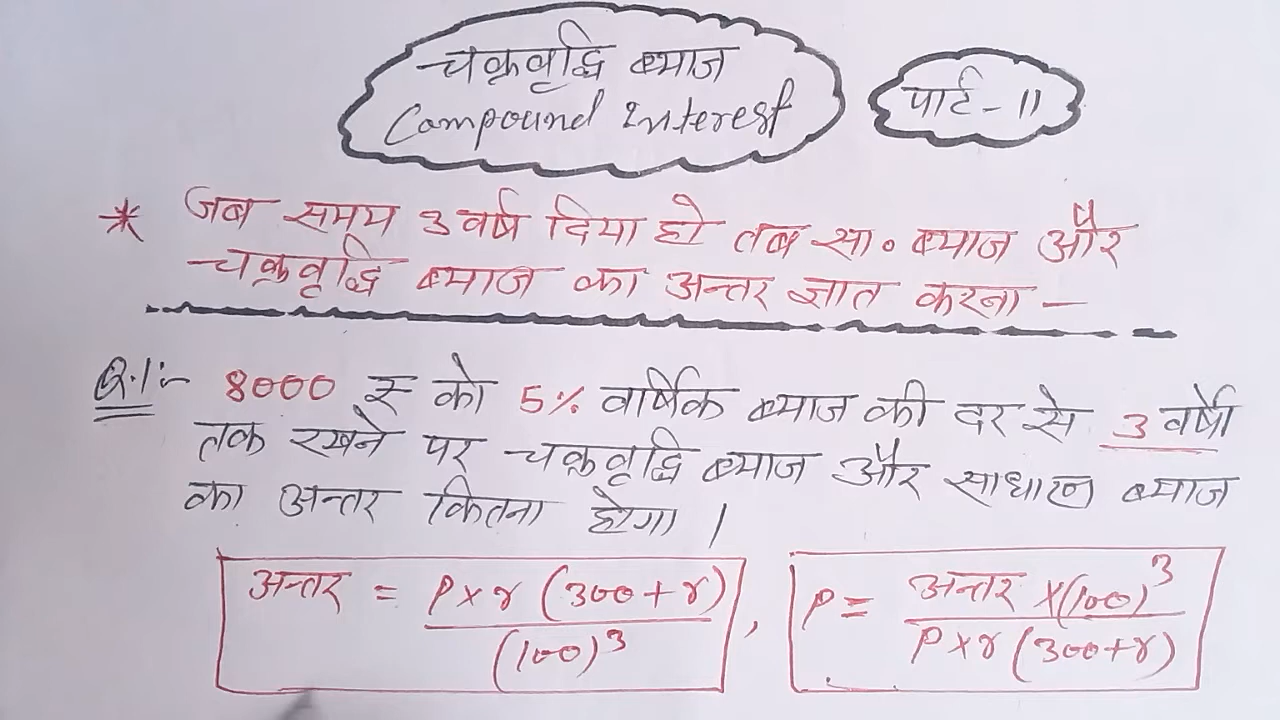 चक्रवृद्धि ब्याज
Compound Interest
पार्ट - 11
* जब समय 3 वर्ष दिया हो तब सा० ब्याज और
चक्रवृद्धि ब्याज का अन्तर ज्ञात करना –
Q.1:- 8000 रु को 5% वार्षिक ब्याज की दर से 3 वर्षो
तक रखने पर चक्रवृद्धि ब्याज और साधारण ब्याज
का अन्तर कितना होगा |
अन्तर = P×r (300+r) / (100)³ , P = अन्तर ×(100)³ / P×r (300+r)